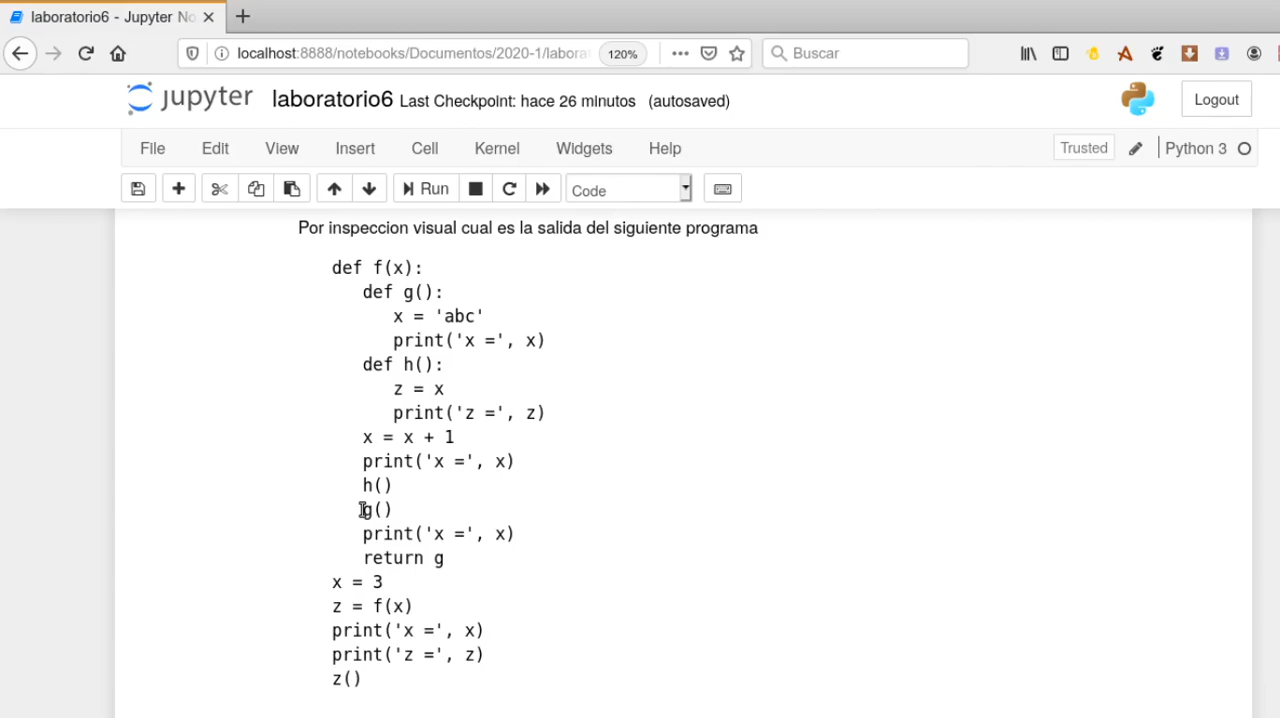 laboratorio6 - Jupyter No
localhost:8888/notebooks/Documentos/2020-1/labora
120%
Buscar
jupyter laboratorio6 Last Checkpoint: hace 26 minutos (autosaved)
Logout
File Edit View Insert Cell Kernel Widgets Help
Trusted
Python 3
Run
Code
Por inspeccion visual cual es la salida del siguiente programa
def f(x):
    def g():
        x = 'abc'
        print('x =', x)
    def h():
        z = x
        print('z =', z)
    x = x + 1
    print('x =', x)
    h()
    g()
    print('x =', x)
    return g
x = 3
z = f(x)
print('x =', x)
print('z =', z)
z()